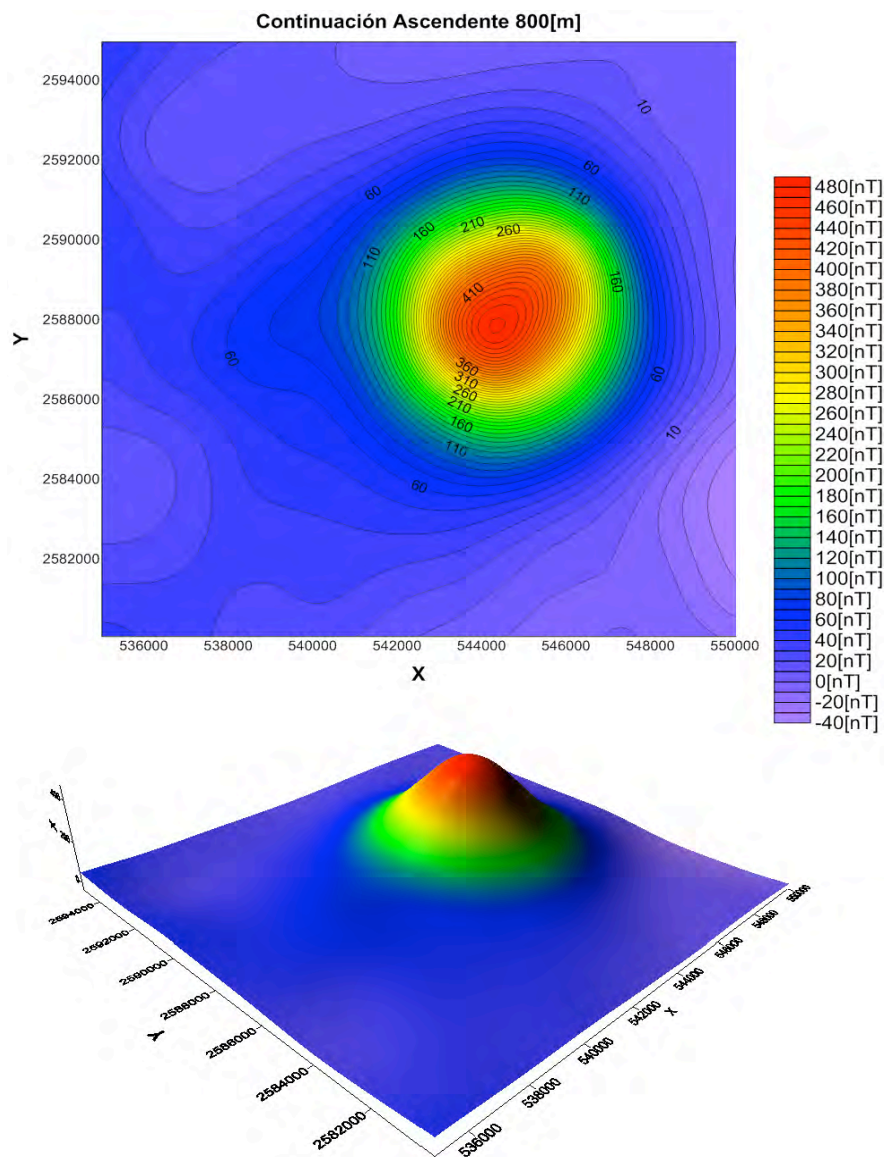 Continuación Ascendente 800[m]
2594000
2592000
2590000
2588000
2586000
2584000
2582000
Y
536000 538000 540000 542000 544000 546000 548000 550000
X
10
60
60
110
210
260
160
110
160
410
60
360
310
260
210
160
110
60
60
10
480[nT]
460[nT]
440[nT]
420[nT]
400[nT]
380[nT]
360[nT]
340[nT]
320[nT]
300[nT]
280[nT]
260[nT]
240[nT]
220[nT]
200[nT]
180[nT]
160[nT]
140[nT]
120[nT]
100[nT]
80[nT]
60[nT]
40[nT]
20[nT]
0[nT]
-20[nT]
-40[nT]
2594000
2592000
2590000
2588000
2586000
2584000
2582000
Y
536000
538000
540000
542000
544000
546000
548000
550000
X